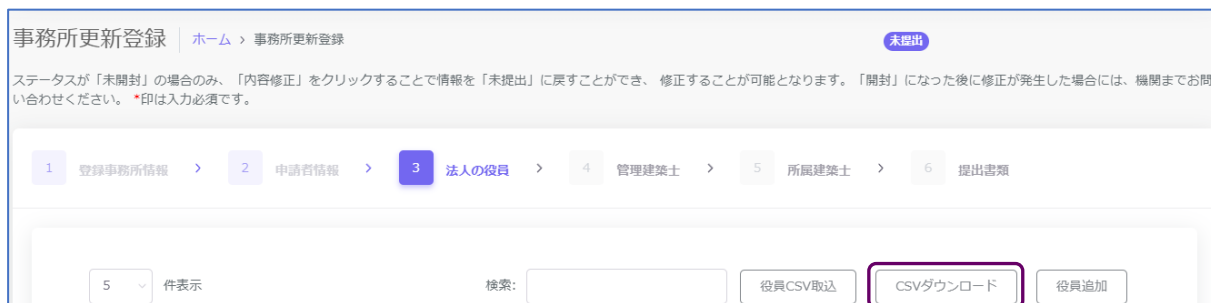 事務所更新登録 ホーム > 事務所更新登録 未提出
ステータスが「未開封」の場合のみ、「内容修正」をクリックすることで情報を「未提出」に戻すことができ、 修正することが可能となります。「開封」になった後に修正が発生した場合には、機関までお問
い合わせください。 *印は入力必須です。
1 登録事務所情報 > 2 申請者情報 > 3 法人の役員 > 4 管理建築士 > 5 所属建築士 > 6 提出書類
5 件表示 検索: 役員CSV取込 CSVダウンロード 役員追加